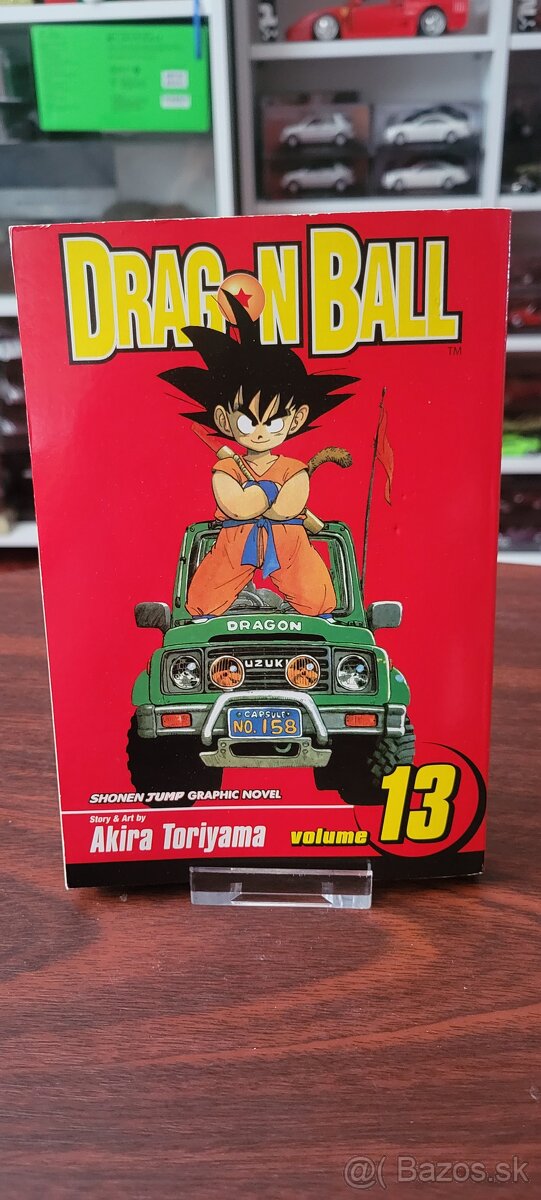 DRAGON BALL
TM
DRAGON
UZUKI
CAPSULE
NO. 158
SHONEN JUMP GRAPHIC NOVEL
Story & Art by
Akira Toriyama
volume 13
@( Bazos.sk